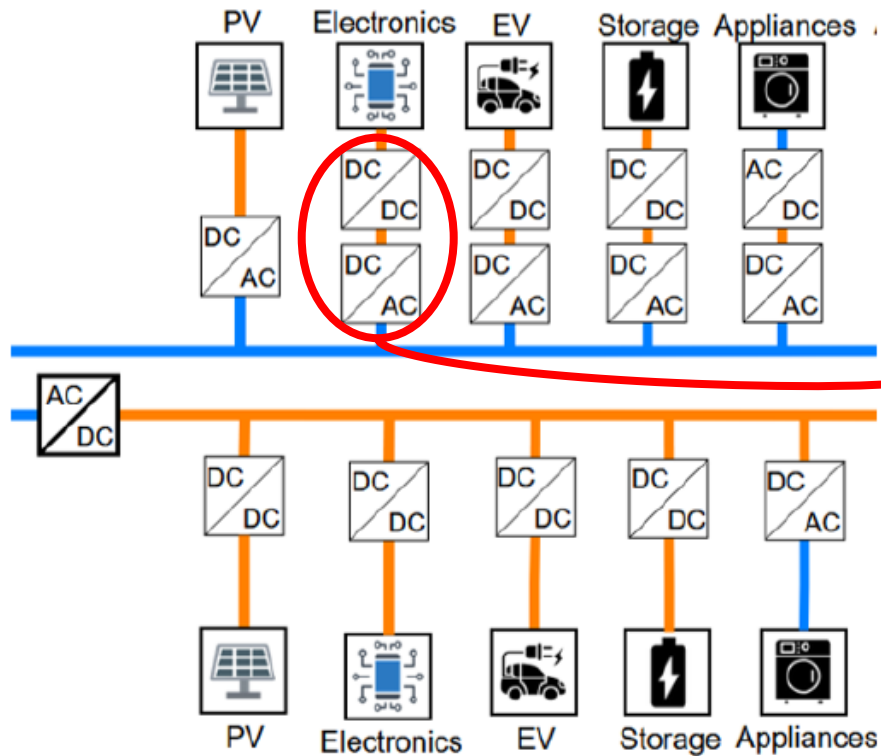 PV Electronics EV Storage Appliances
DC DC DC AC
DC DC DC DC
DC DC DC DC DC
AC AC AC AC AC
AC
DC
DC DC DC DC DC
DC DC DC DC AC
PV Electronics EV Storage Appliances